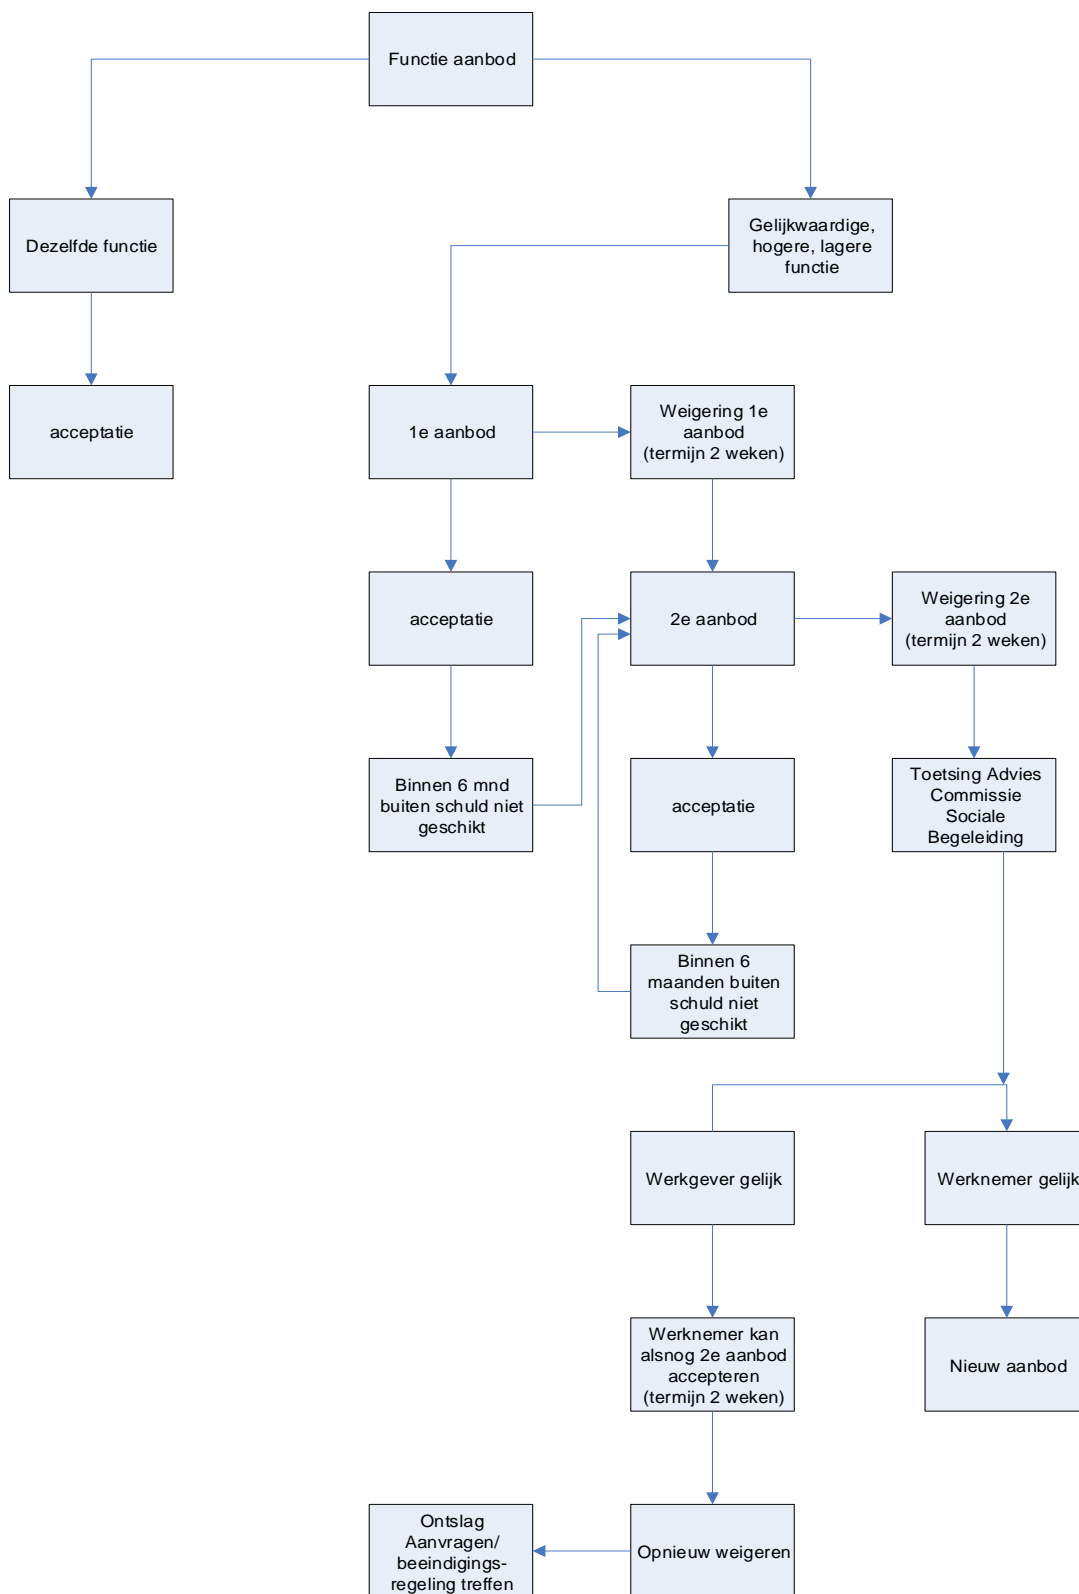 Functie aanbod
Dezelfde functie
Gelijkwaardige,
hogere, lagere
functie
acceptatie
1e aanbod
Weigering 1e
aanbod
(termijn 2 weken)
acceptatie
2e aanbod
Weigering 2e
aanbod
(termijn 2 weken)
Binnen 6 mnd
buiten schuld niet
geschikt
acceptatie
Toetsing Advies
Commissie
Sociale
Begeleiding
Binnen 6
maanden buiten
schuld niet
geschikt
Werkgever gelijk
Werknemer gelijk
Werknemer kan
alsnog 2e aanbod
accepteren
(termijn 2 weken)
Nieuw aanbod
Ontslag
Aanvragen/
beeindigings-
regeling treffen
Opnieuw weigeren